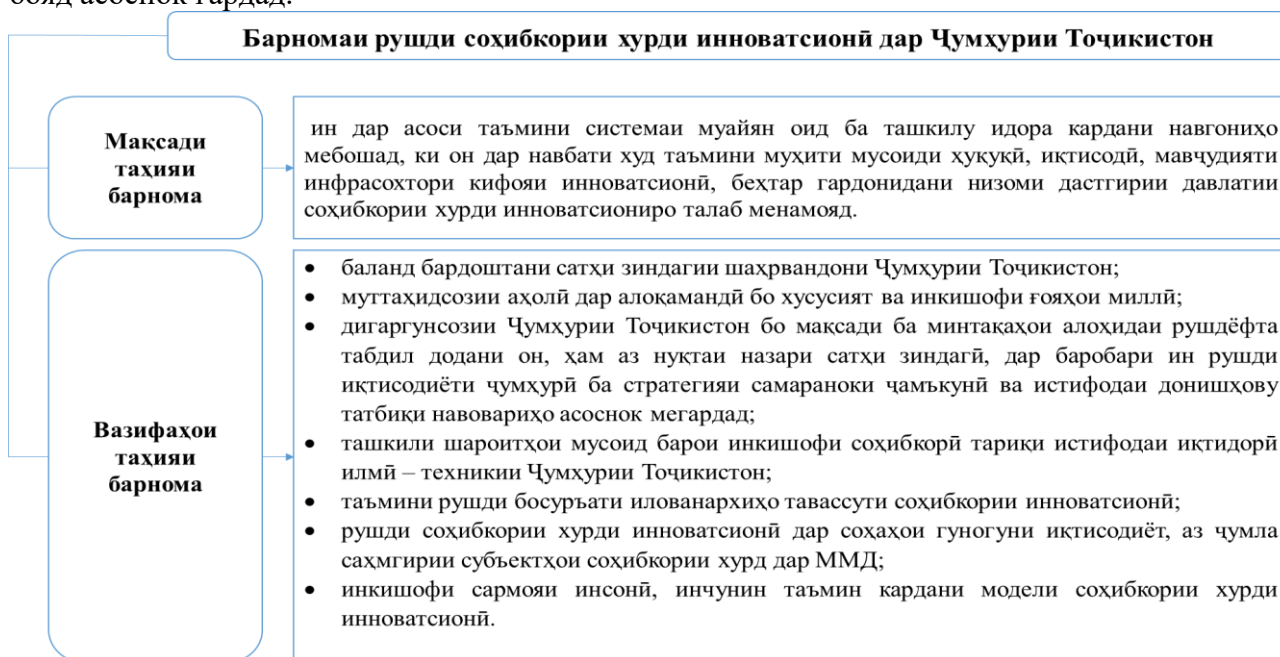 бояд асоснок гардад.
Барномаи рушди соҳибкории хурди инноватсионӣ дар Ҷумҳурии Тоҷикистон
Мақсади
таҳияи
барнома
ин дар асоси таъмини системаи муайян оид ба ташкилу идора кардани навгониҳо
мебошад, ки он дар навбати худ таъмини муҳити мусоиди ҳуқуқӣ, иқтисодӣ, мавҷудияти
инфрасохтори кифояи инноватсионӣ, беҳтар гардонидани низоми дастгирии давлатии
соҳибкории хурди инноватсиониро талаб менамояд.
Вазифаҳои
таҳияи
барнома
• баланд бардоштани сатҳи зиндагии шаҳрвандони Ҷумҳурии Тоҷикистон;
• муттаҳидсозии аҳолӣ дар алоқамандӣ бо хусусият ва инкишофи ғояҳои миллӣ;
• дигаргунсозии Ҷумҳурии Тоҷикистон бо мақсади ба минтақаҳои алоҳидаи рушдёфта
табдил додани он, ҳам аз нуқтаи назари сатҳи зиндагӣ, дар баробари ин рушди
иқтисодиёти ҷумҳурӣ ба стратегияи самараноки ҷамъкунӣ ва истифодаи донишҳову
татбиқи навовариҳо асоснок мегардад;
• ташкили шароитҳои мусоид барои инкишофи соҳибкорӣ тариқи истифодаи иқтидорӣ
илмӣ – техникии Ҷумҳурии Тоҷикистон;
• таъмини рушди босуръати илованархиҳо тавассути соҳибкории инноватсионӣ;
• рушди соҳибкории хурди инноватсионӣ дар соҳаҳои гуногуни иқтисодиёт, аз ҷумла
саҳмгирии субъектҳои соҳибкории хурд дар ММД;
• инкишофи сармояи инсонӣ, инчунин таъмин кардани модели соҳибкории хурди
инноватсионӣ.